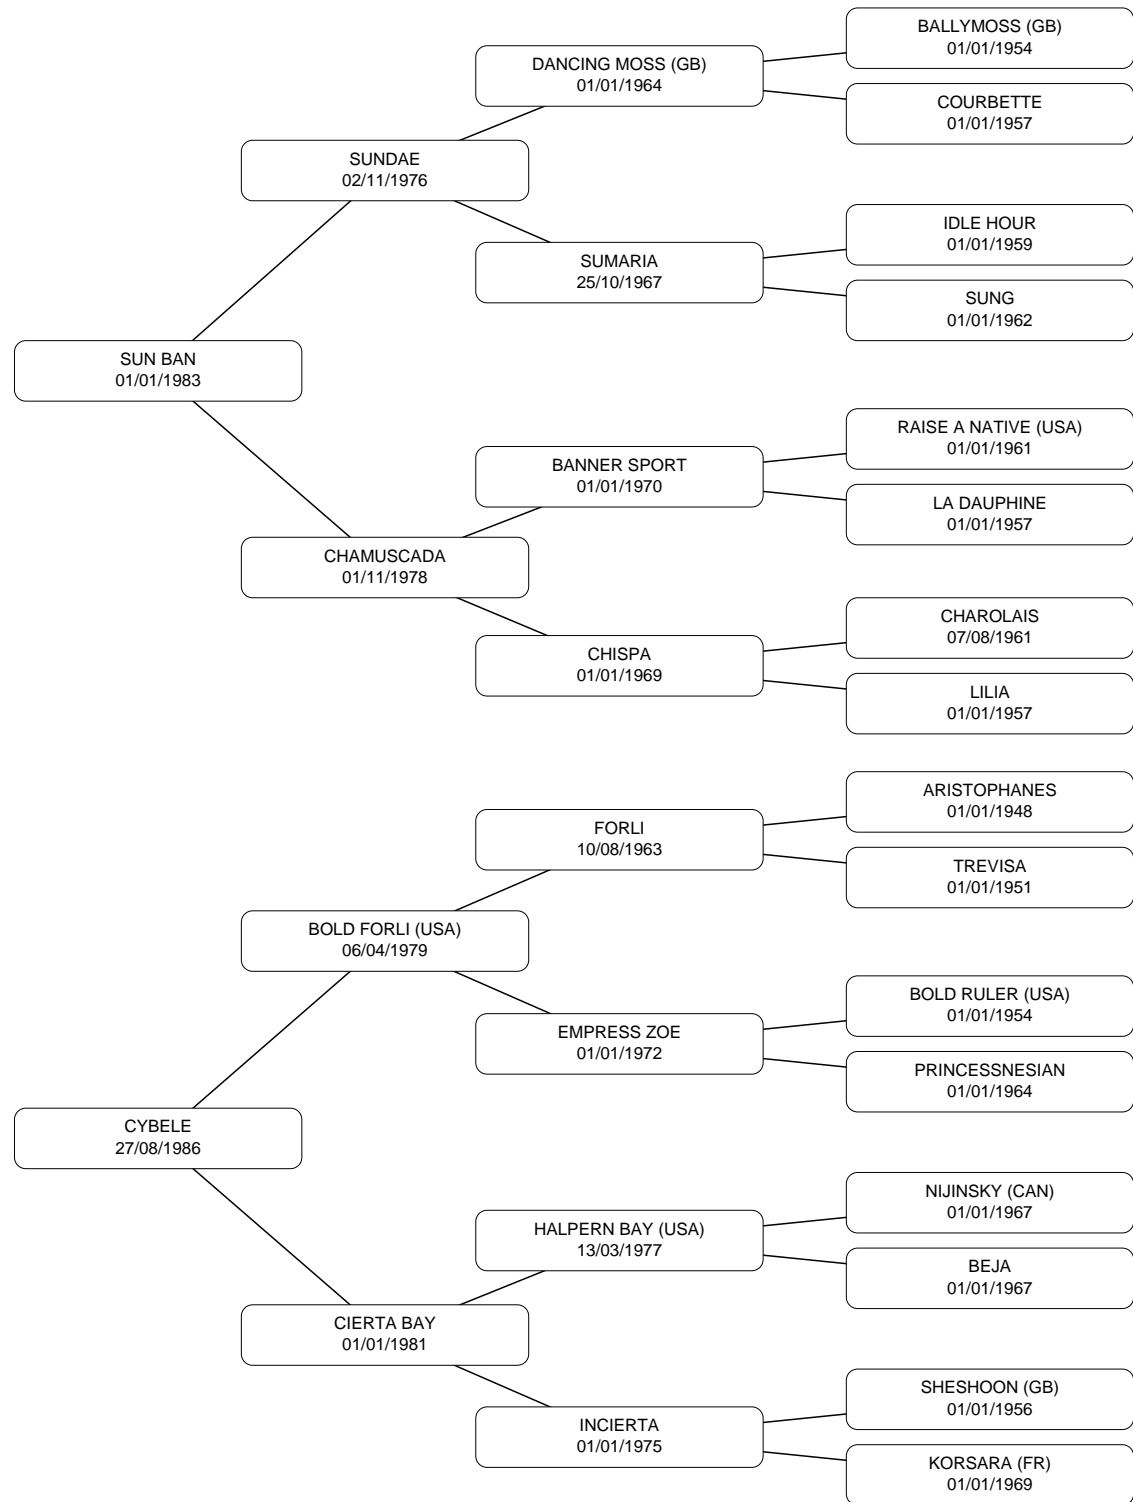 BALLYMOSS (GB)
01/01/1954
DANCING MOSS (GB)
01/01/1964
COURBETTE
01/01/1957
SUNDAE
02/11/1976
IDLE HOUR
01/01/1959
SUMARIA
25/10/1967
SUNG
01/01/1962
SUN BAN
01/01/1983
RAISE A NATIVE (USA)
01/01/1961
BANNER SPORT
01/01/1970
LA DAUPHINE
01/01/1957
CHAMUSCADA
01/11/1978
CHAROLAIS
07/08/1961
CHISPA
01/01/1969
LILIA
01/01/1957
ARISTOPHANES
01/01/1948
FORLI
10/08/1963
TREVISA
01/01/1951
BOLD FORLI (USA)
06/04/1979
BOLD RULER (USA)
01/01/1954
EMPRESS ZOE
01/01/1972
PRINCESSNESIAN
01/01/1964
CYBELE
27/08/1986
NIJINSKY (CAN)
01/01/1967
HALPERN BAY (USA)
13/03/1977
BEJA
01/01/1967
CIERTA BAY
01/01/1981
SHESHOON (GB)
01/01/1956
INCIERTA
01/01/1975
KORSARA (FR)
01/01/1969